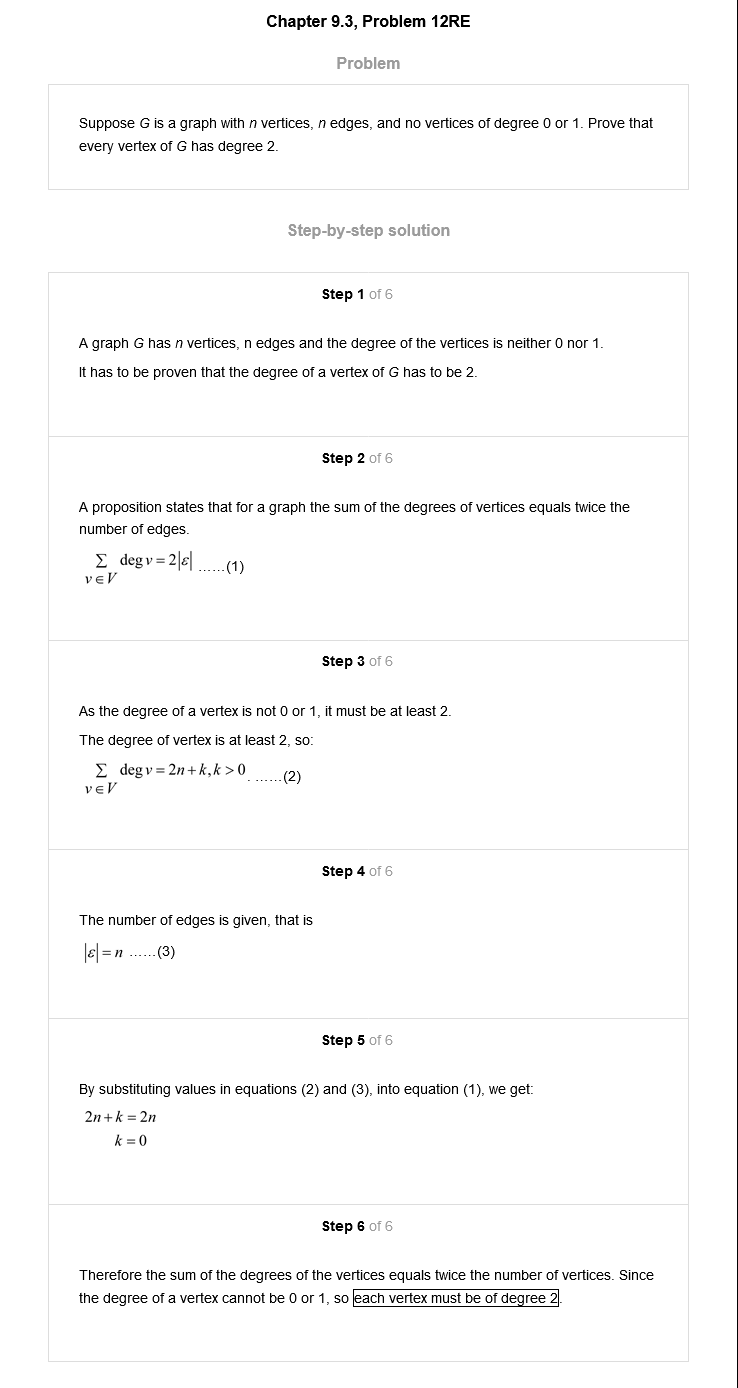 Chapter 9.3, Problem 12RE
Problem
Suppose G is a graph with n vertices, n edges, and no vertices of degree 0 or 1. Prove that
every vertex of G has degree 2.
Step-by-step solution
Step 1 of 6
A graph G has n vertices, n edges and the degree of the vertices is neither 0 nor 1.
It has to be proven that the degree of a vertex of G has to be 2.
Step 2 of 6
A proposition states that for a graph the sum of the degrees of vertices equals twice the
number of edges.
Σ deg v = 2|ε| ......(1)
v ∈ V
Step 3 of 6
As the degree of a vertex is not 0 or 1, it must be at least 2.
The degree of vertex is at least 2, so:
Σ deg v = 2n + k, k > 0. ......(2)
v ∈ V
Step 4 of 6
The number of edges is given, that is
|ε| = n ......(3)
Step 5 of 6
By substituting values in equations (2) and (3), into equation (1), we get:
2n + k = 2n
k = 0
Step 6 of 6
Therefore the sum of the degrees of the vertices equals twice the number of vertices. Since
the degree of a vertex cannot be 0 or 1, so each vertex must be of degree 2.